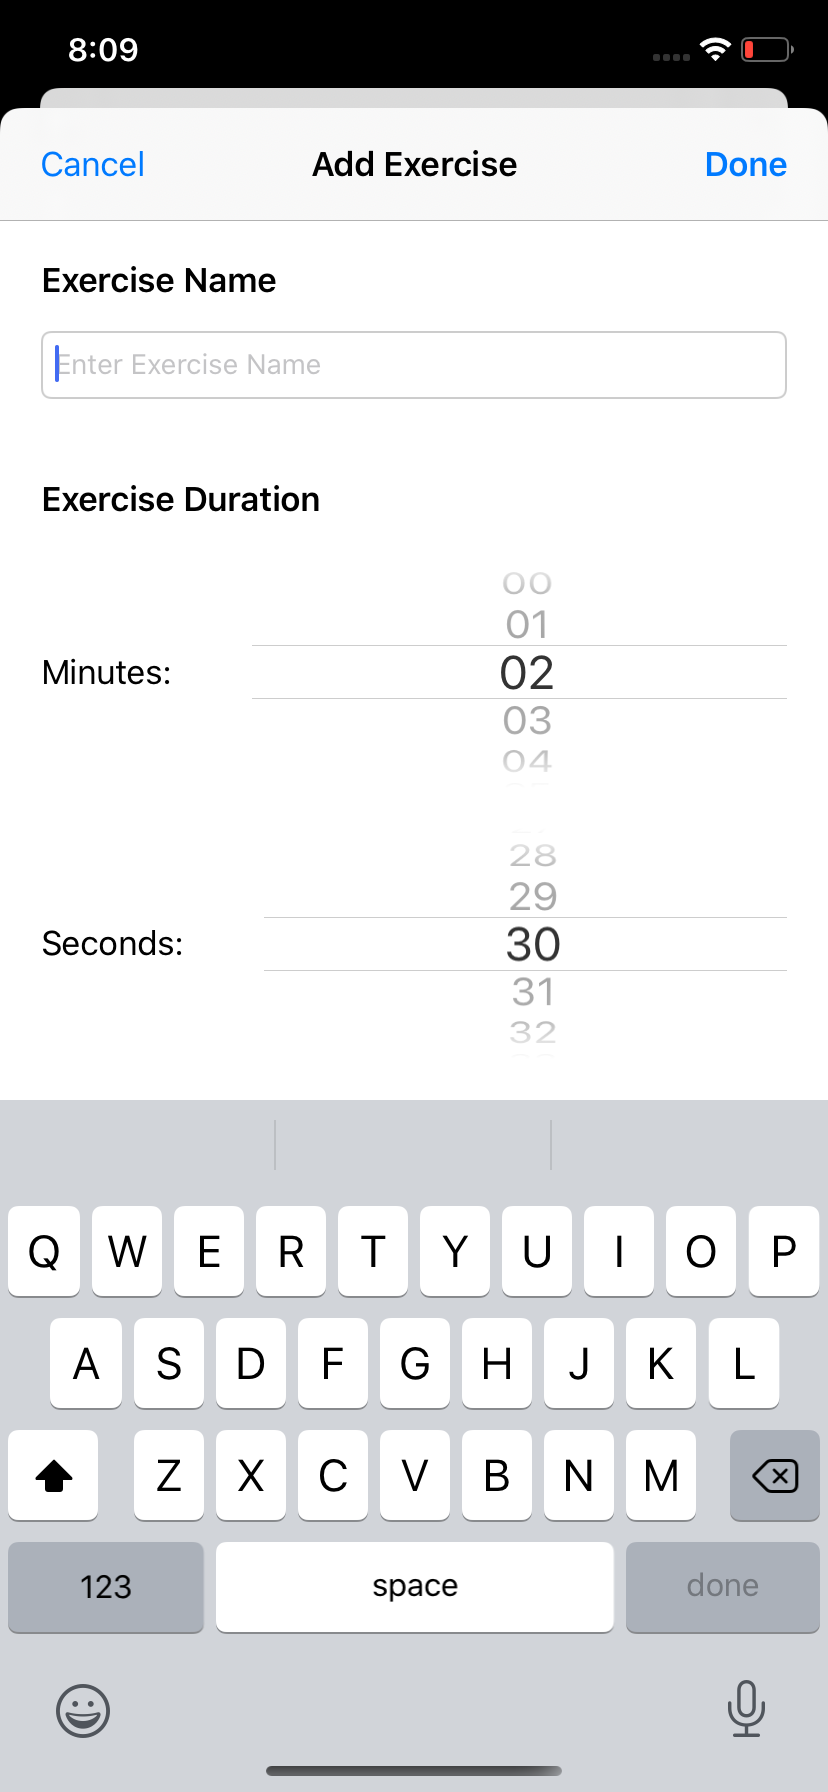 8:09
Cancel Add Exercise Done
Exercise Name
Enter Exercise Name
Exercise Duration
00
01
Minutes: 02
03
04
28
29
Seconds: 30
31
32
Q W E R T Y U I O P
A S D F G H J K L
Z X C V B N M
123 space done